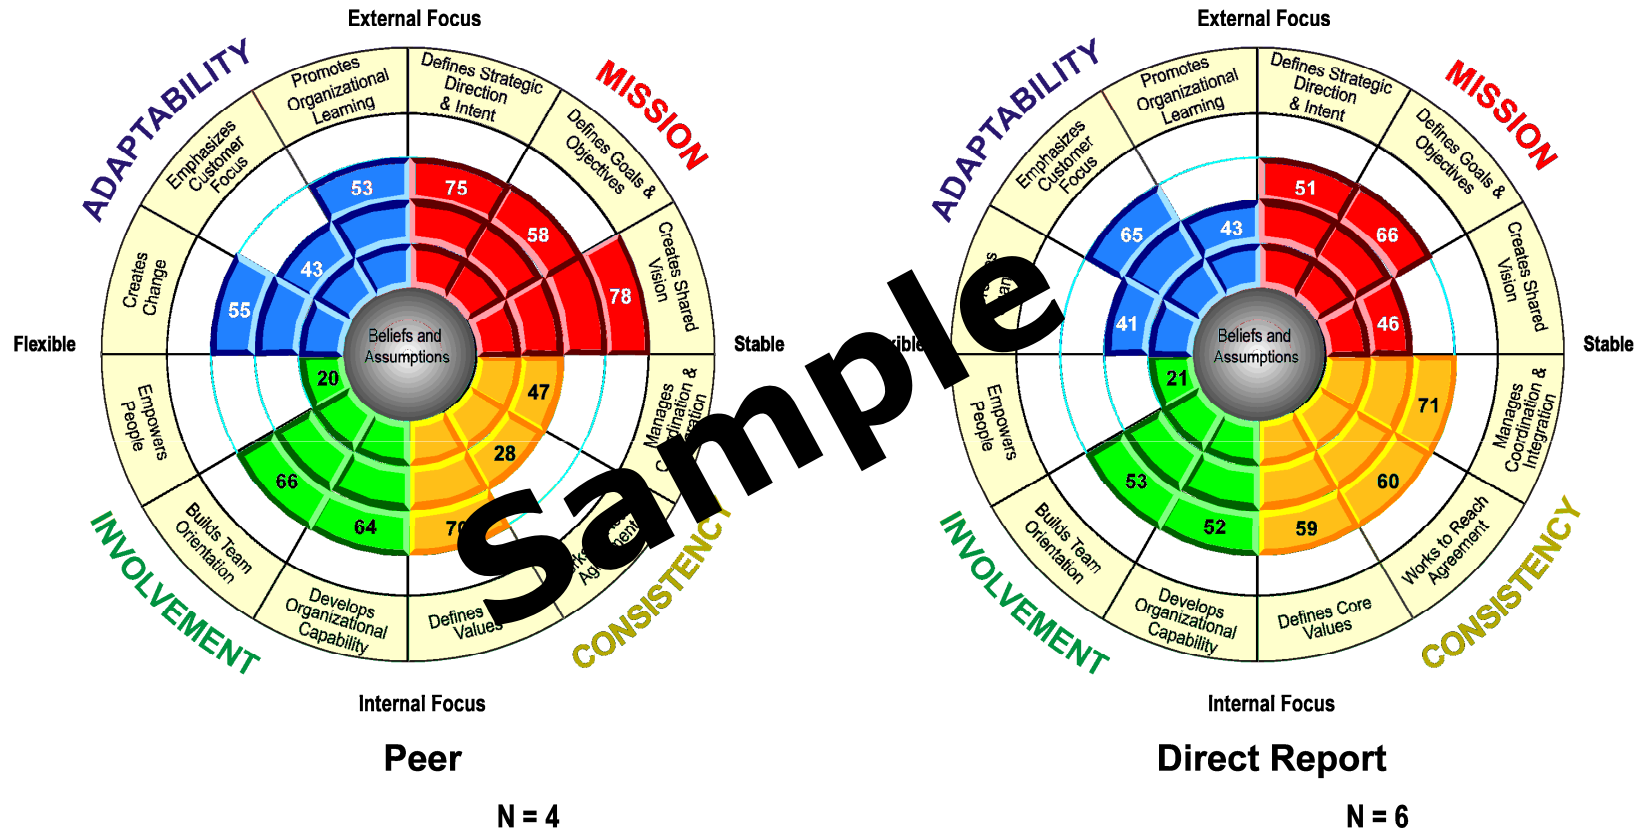 External Focus
ADAPTABILITY
MISSION
Promotes
Organizational
Learning
Defines Strategic
Direction
& Intent
Emphasizes
Customer
Focus
Defines Goals &
Objectives
Creates
Change
Creates Shared
Vision
53
75
43
58
55
78
Flexible
Beliefs and
Assumptions
Stable
20
47
28
66
64
Empowers
People
Manages
Builds Team
Orientation
Develops
Organizational
Capability
Defines
Values
INVOLVEMENT
CONSISTENCY
Internal Focus
Peer
N = 4
Sample
External Focus
ADAPTABILITY
MISSION
Promotes
Organizational
Learning
Defines Strategic
Direction
& Intent
Emphasizes
Customer
Focus
Defines Goals &
Objectives
Creates Shared
Vision
51
65
43
66
41
46
Beliefs and
Assumptions
Stable
21
71
53
60
52
59
Empowers
People
Manages
Coordination &
Integration
Builds Team
Orientation
Works to Reach
Agreement
Develops
Organizational
Capability
Defines Core
Values
INVOLVEMENT
CONSISTENCY
Internal Focus
Direct Report
N = 6